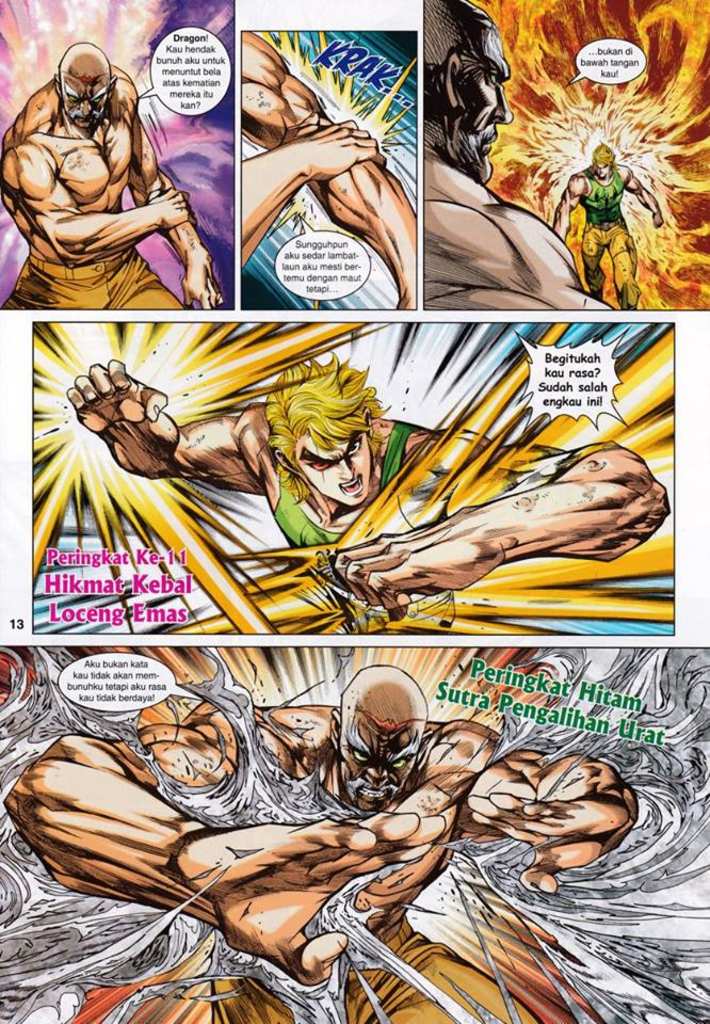 Dragon!
Kau hendak
bunuh aku untuk
menuntut bela
atas kematian
mereka itu
kan?
KRAK...
Sungguhpun
aku sedar lambat-
laun aku mesti ber-
temu dengan maut
tetapi...
...bukan di
bawah tangan
kau!
Begitukah
kau rasa?
Sudah salah
engkau ini!
Peringkat Ke-11
Hikmat Kebal
Loceng Emas
13
Aku bukan kata
kau tidak akan mem-
bunuhku tetapi aku rasa
kau tidak berdaya!
Peringkat Hitam
Sutra Pengalihan Urat